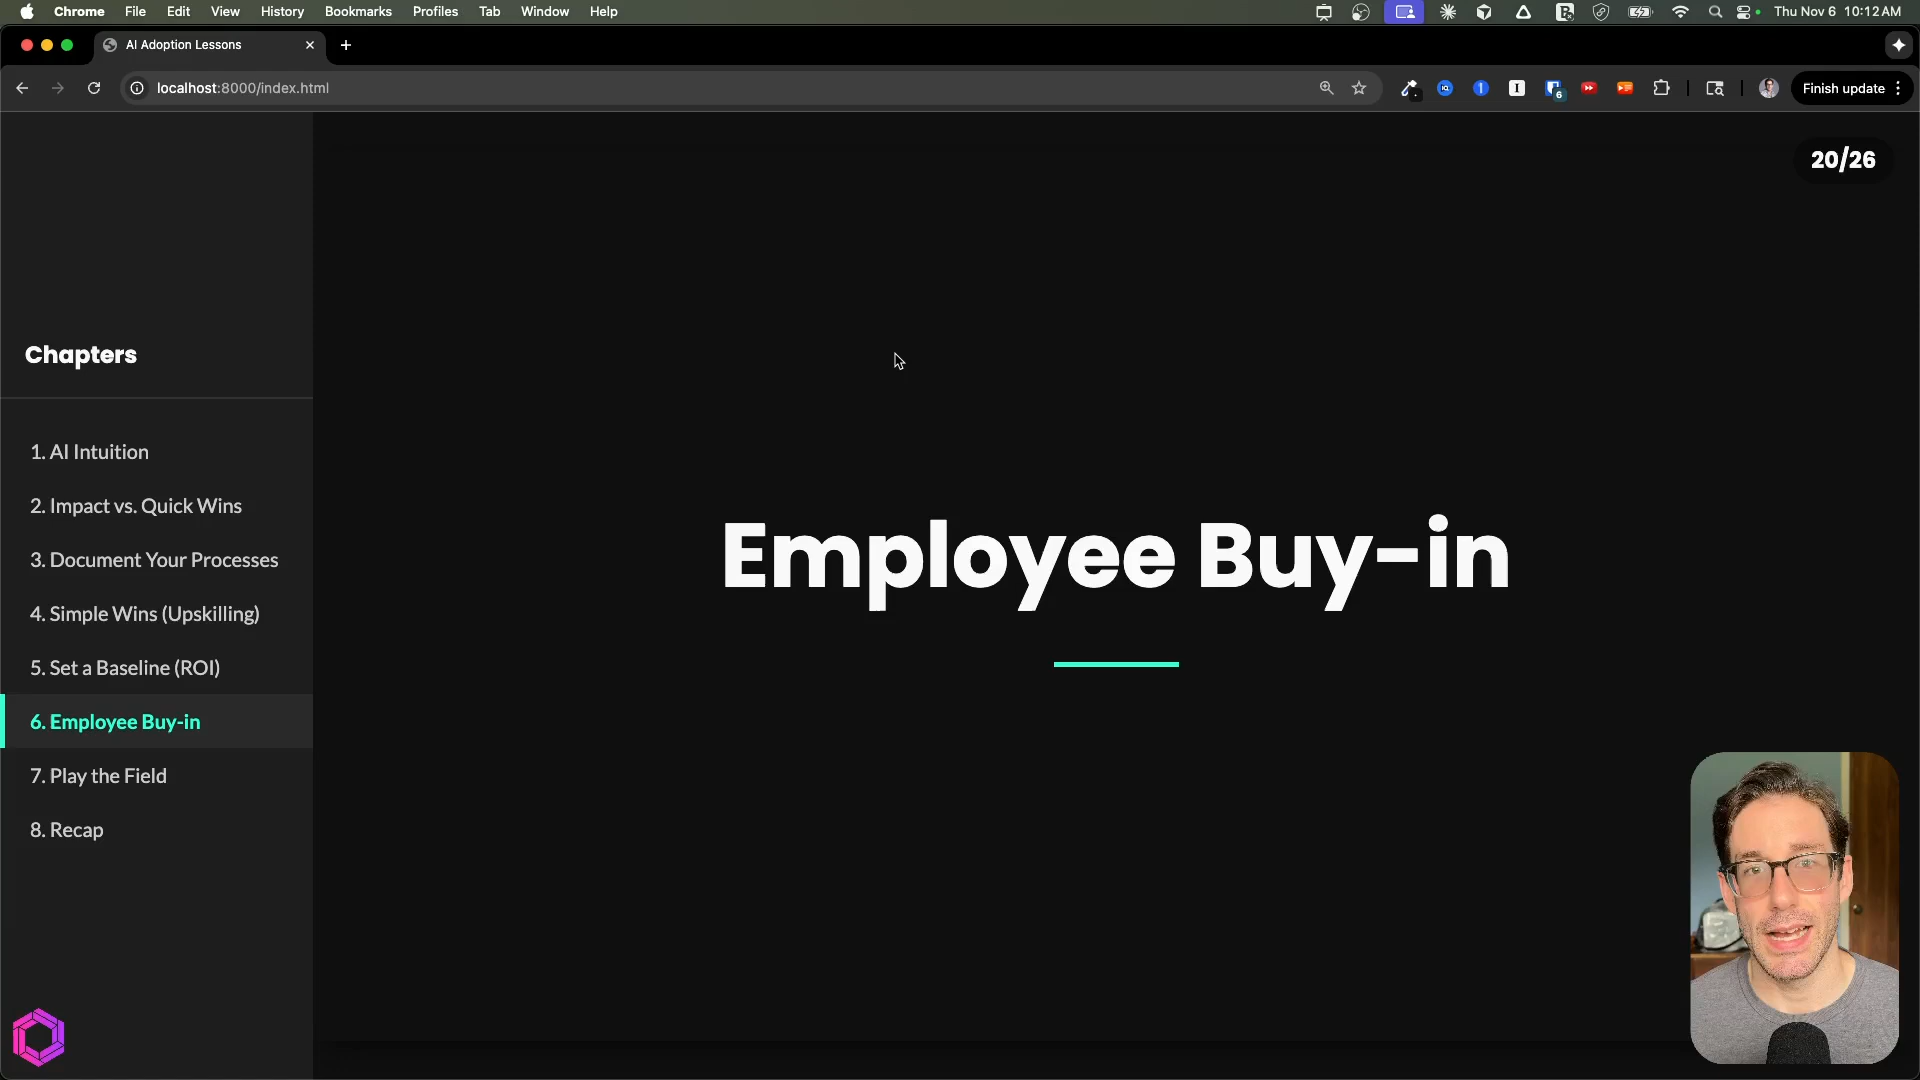 Chrome File Edit View History Bookmarks Profiles Tab Window Help
Thu Nov 6 10:12 AM
AI Adoption Lessons
localhost:8000/index.html
6
Finish update
20/26
Chapters
1. AI Intuition
2. Impact vs. Quick Wins
3. Document Your Processes
4. Simple Wins (Upskilling)
5. Set a Baseline (ROI)
6. Employee Buy-in
7. Play the Field
8. Recap
Employee Buy-in